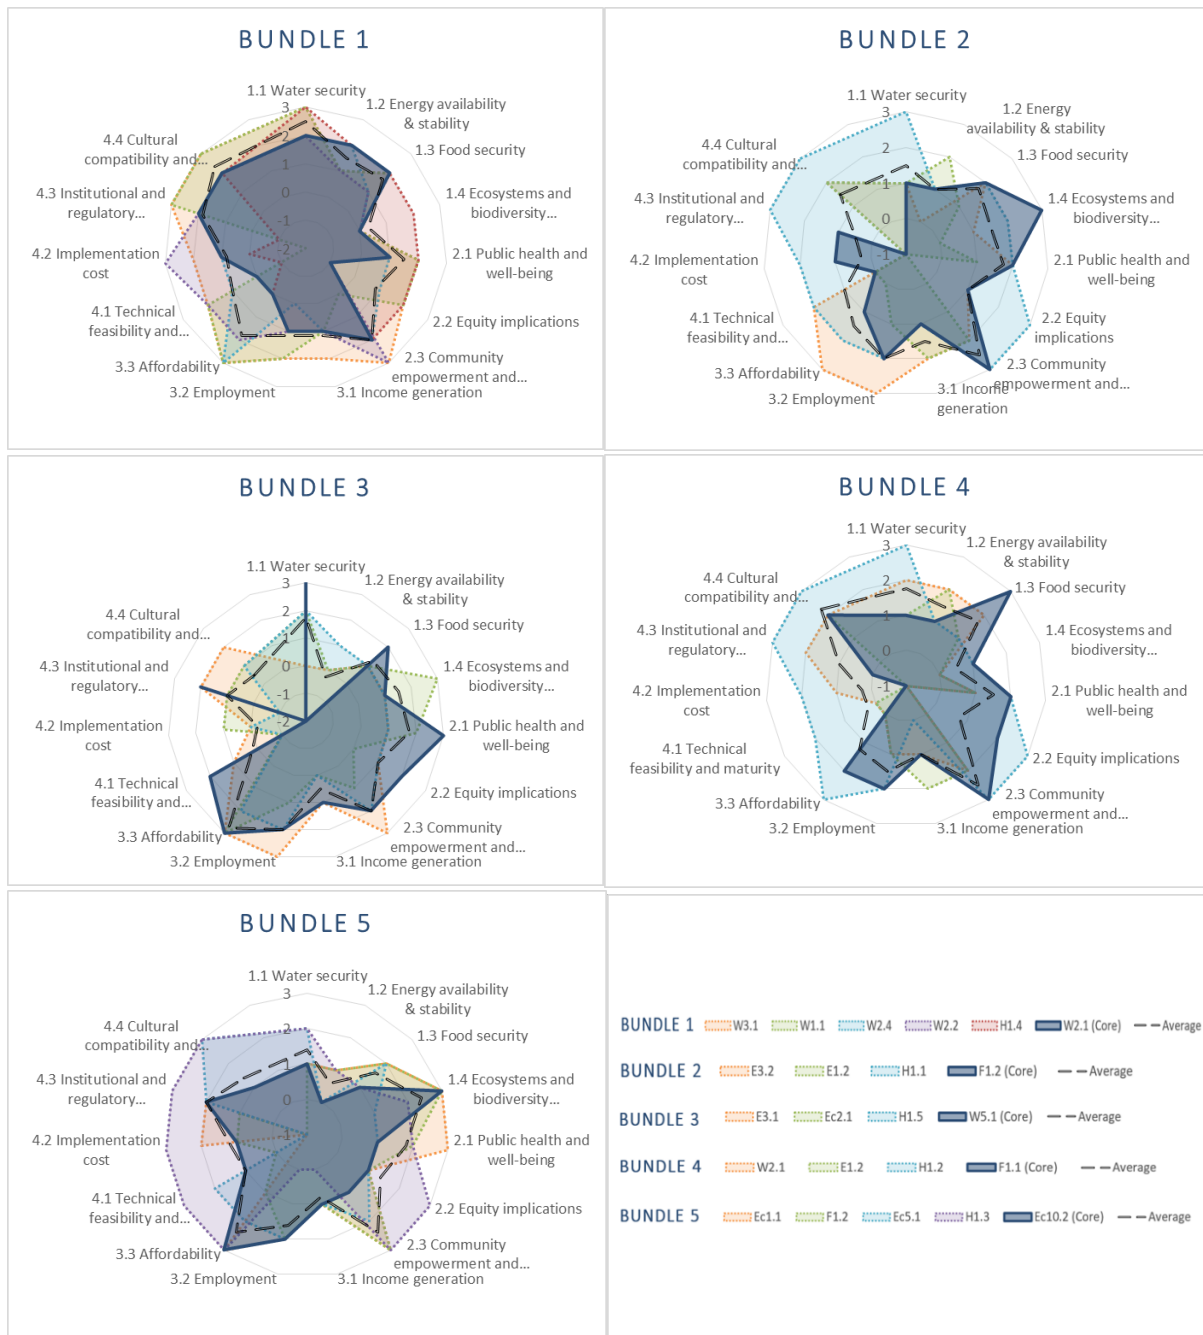 BUNDLE 1
1.1 Water security
3
1.2 Energy availability
& stability
1.3 Food security
1.4 Ecosystems and
biodiversity...
2.1 Public health and
well-being
2.2 Equity implications
2.3 Community
empowerment and...
3.1 Income generation
3.2 Employment
3.3 Affordability
4.1 Technical
feasibility and...
4.2 Implementation
cost
4.3 Institutional and
regulatory...
4.4 Cultural
compatibility and...
2
1
0
-1
-2
BUNDLE 2
1.1 Water security
3
1.2 Energy
availability & stability
1.3 Food security
1.4 Ecosystems and
biodiversity...
2.1 Public health and
well-being
2.2 Equity
implications
2.3 Community
empowerment and...
3.1 Income
generation
3.2 Employment
3.3 Affordability
4.1 Technical
feasibility and...
4.2 Implementation
cost
4.3 Institutional and
regulatory...
4.4 Cultural
compatibility and...
2
1
0
-1
BUNDLE 3
1.1 Water security
3
1.2 Energy availability
& stability
1.3 Food security
1.4 Ecosystems and
biodiversity...
2.1 Public health and
well-being
2.2 Equity implications
2.3 Community
empowerment and...
3.1 Income generation
3.2 Employment
3.3 Affordability
4.1 Technical
feasibility and...
4.2 Implementation
cost
4.3 Institutional and
regulatory...
4.4 Cultural
compatibility and...
2
1
0
-1
-2
BUNDLE 4
1.1 Water security
3
1.2 Energy availability
& stability
1.3 Food security
1.4 Ecosystems and
biodiversity...
2.1 Public health and
well-being
2.2 Equity implications
2.3 Community
empowerment and...
3.1 Income generation
3.2 Employment
3.3 Affordability
4.1 Technical
feasibility and maturity
4.2 Implementation
cost
4.3 Institutional and
regulatory...
4.4 Cultural
compatibility and...
2
1
0
-1
BUNDLE 5
1.1 Water security
3
1.2 Energy availability
& stability
1.3 Food security
1.4 Ecosystems and
biodiversity...
2.1 Public health and
well-being
2.2 Equity implications
2.3 Community
empowerment and...
3.1 Income generation
3.2 Employment
3.3 Affordability
4.1 Technical
feasibility and...
4.2 Implementation
cost
4.3 Institutional and
regulatory...
4.4 Cultural
compatibility and...
2
1
0
-1
BUNDLE 1 W3.1 W1.1 W2.4 W2.2 H1.4 W2.1 (Core) Average
BUNDLE 2 E3.2 E1.2 H1.1 F1.2 (Core) Average
BUNDLE 3 E3.1 Ec2.1 H1.5 W5.1 (Core) Average
BUNDLE 4 W2.1 E1.2 H1.2 F1.1 (Core) Average
BUNDLE 5 Ec1.1 F1.2 Ec5.1 H1.3 Ec10.2 (Core) Average